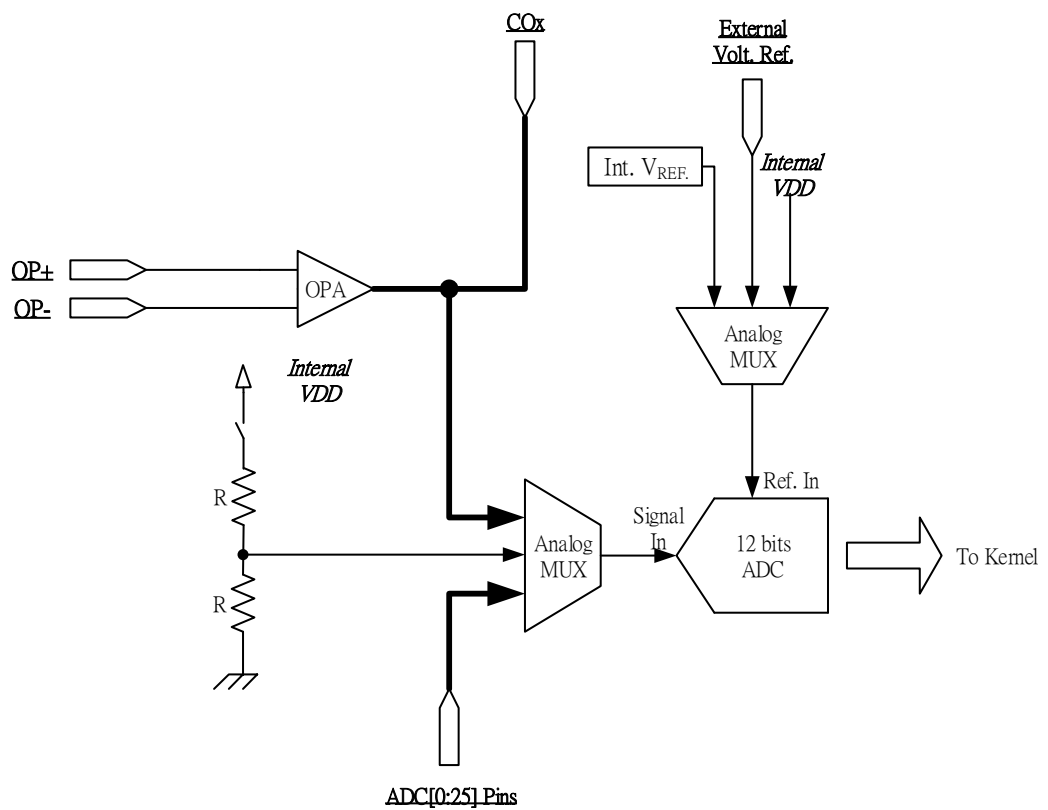 COx
External
Volt. Ref.
Int. VREF.
Internal
VDD
OP+
OP-
OPA
Analog
MUX
Internal
VDD
R
Ref. In
Signal
In
Analog
MUX
12 bits
ADC
To Kernel
R
ADC[0:25] Pins